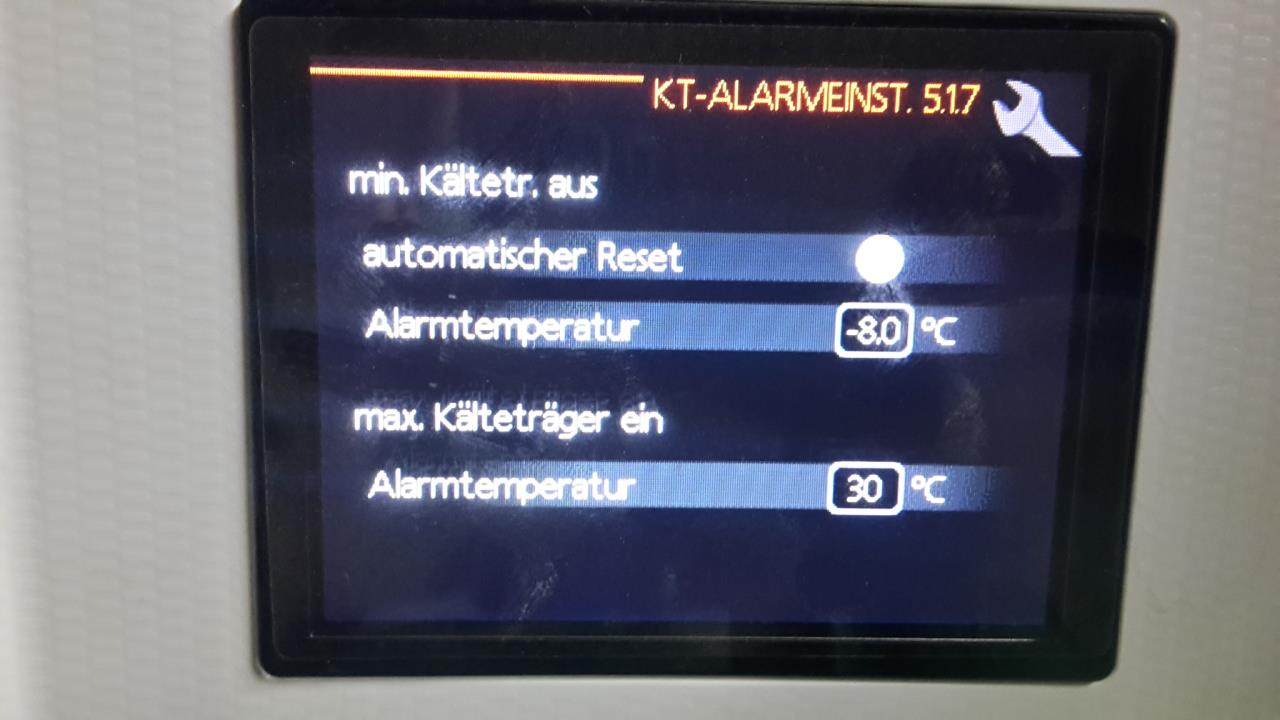 KT-ALARMEINST. 5.1.7
min. Kältetr. aus
automatischer Reset
Alarmtemperatur -8.0 °C
max. Kälteträger ein
Alarmtemperatur 30 °C